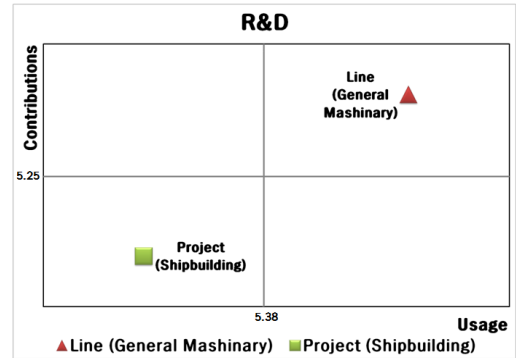 R&D
Contributions
Line
(General
Mashinary)
5.25
Project
(Shipbuilding)
5.38
Usage
Line (General Mashinary) Project (Shipbuilding)